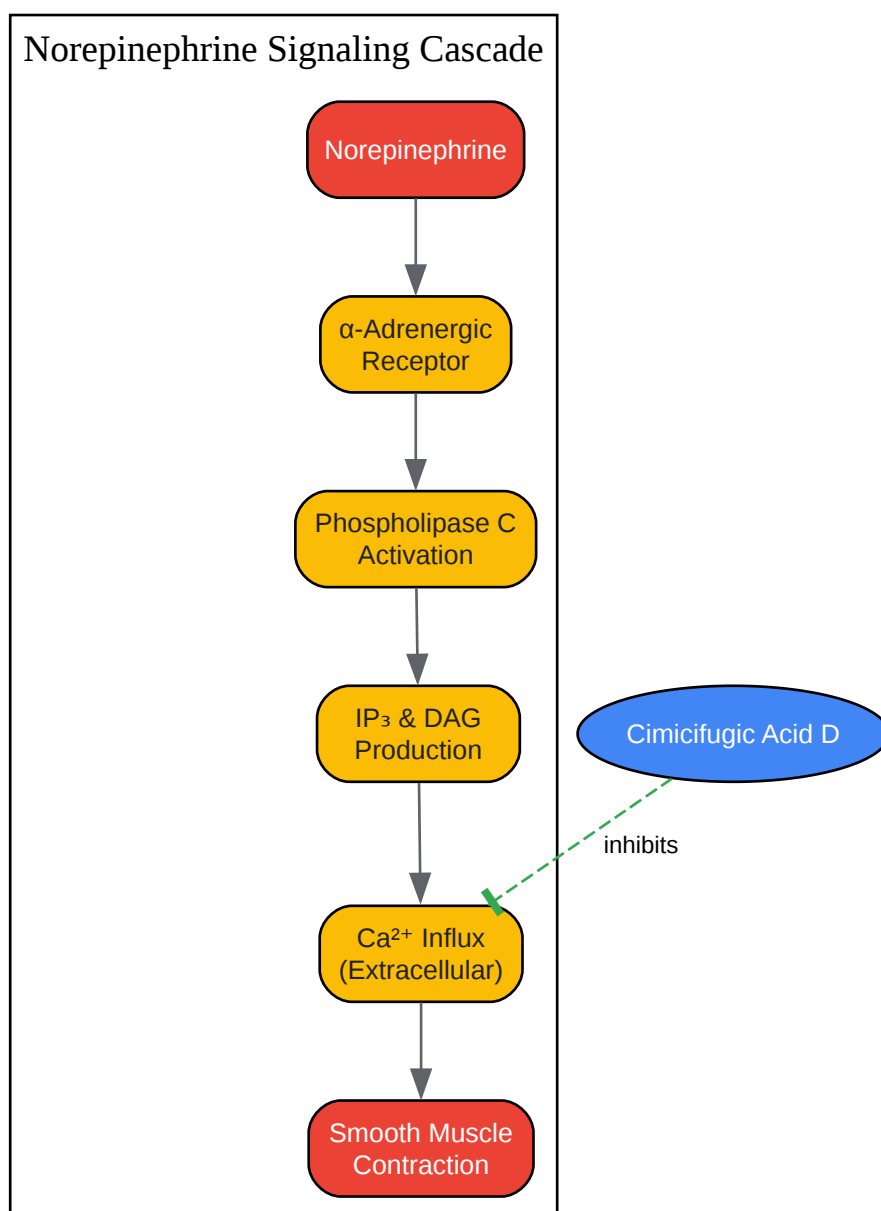 Norepinephrine Signaling Cascade
Norepinephrine
α-Adrenergic
Receptor
Phospholipase C
Activation
IP₃ & DAG
Production
Cimicifugic Acid D
inhibits
Ca²⁺ Influx
(Extracellular)
Smooth Muscle
Contraction